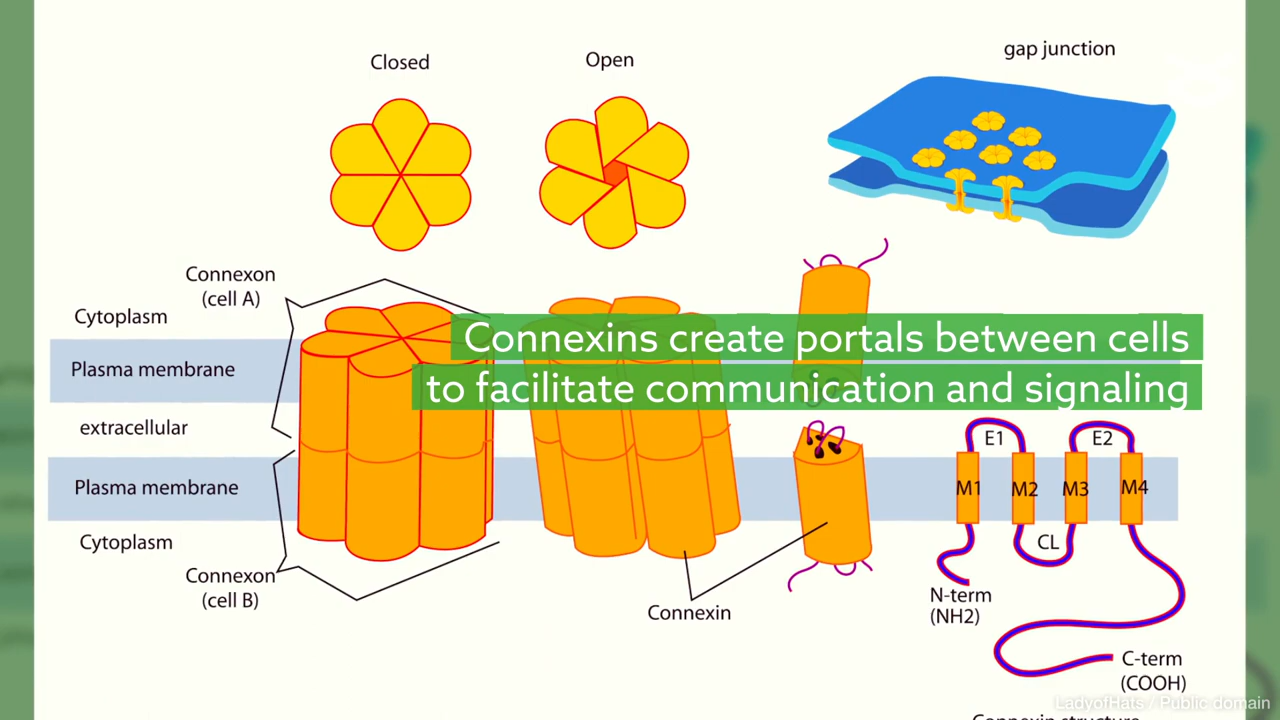 gap junction
Closed
Open
Connexon
(cell A)
Cytoplasm
Plasma membrane
extracellular
Plasma membrane
Cytoplasm
Connexon
(cell B)
Connexins create portals between cells
to facilitate communication and signaling
Connexin
E1
E2
M1
M2
M3
M4
CL
N-term
(NH2)
C-term
(COOH)
LadyofHats / Public domain
Connexin structure